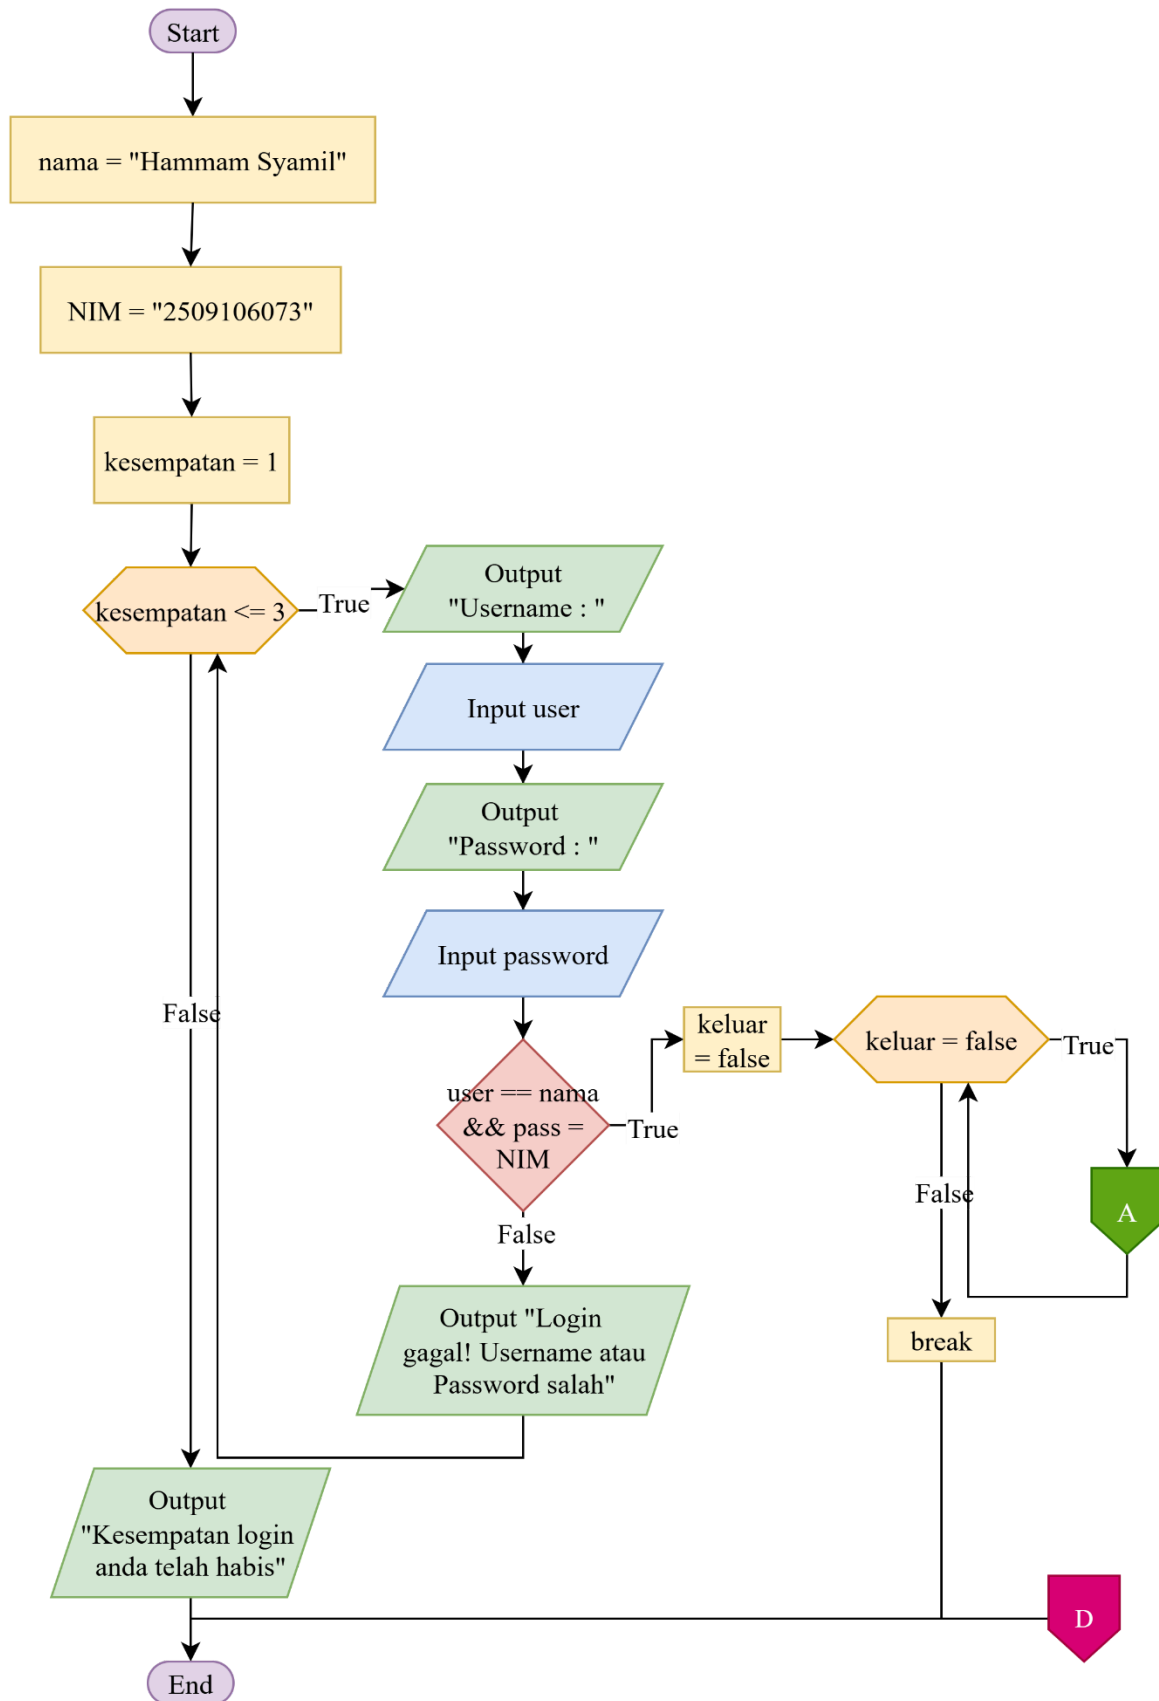 Start
nama = "Hammam Syamil"
NIM = "2509106073"
kesempatan = 1
kesempatan <= 3
True
Output
"Username : "
Input user
Output
"Password : "
Input password
False
user == nama
&& pass =
NIM
True
keluar
= false
keluar = false
True
False
A
False
Output "Login
gagal! Username atau
Password salah"
break
Output
"Kesempatan login
anda telah habis"
D
End